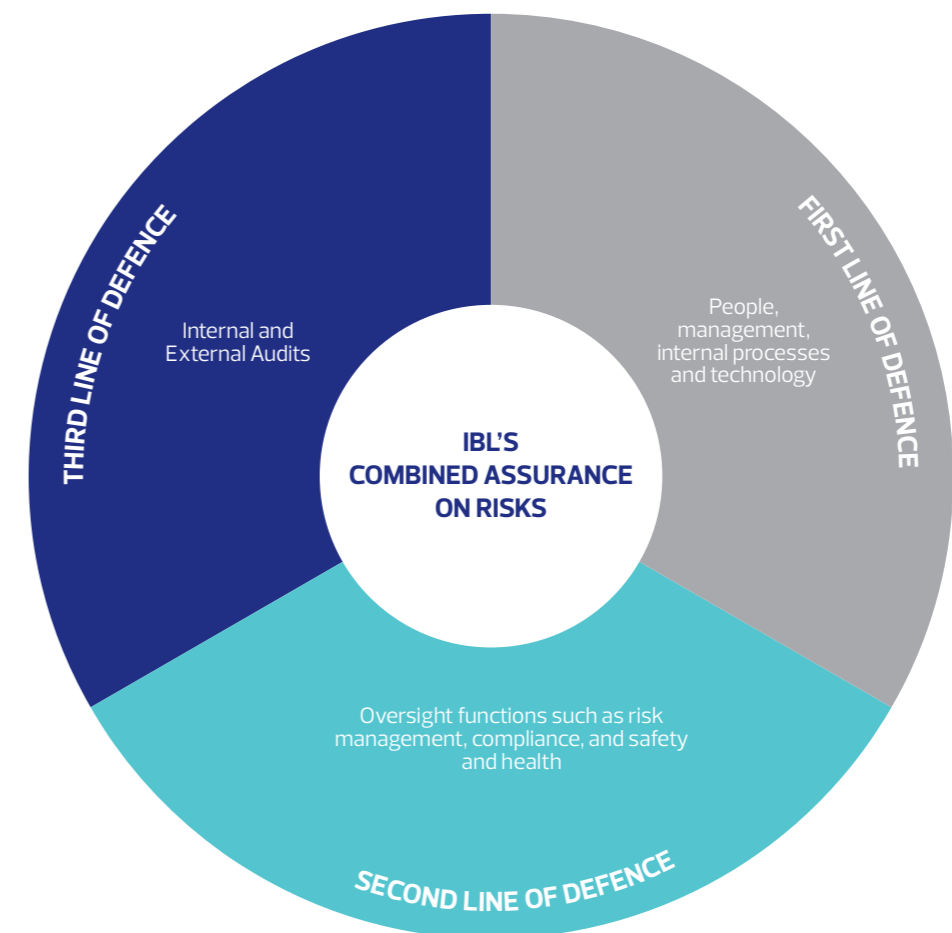 IBL’S
COMBINED ASSURANCE
ON RISKS
FIRST LINE OF DEFENCE
People,
management,
internal processes
and technology
SECOND LINE OF DEFENCE
Oversight functions such as risk
management, compliance, and safety
and health
THIRD LINE OF DEFENCE
Internal and
External Audits